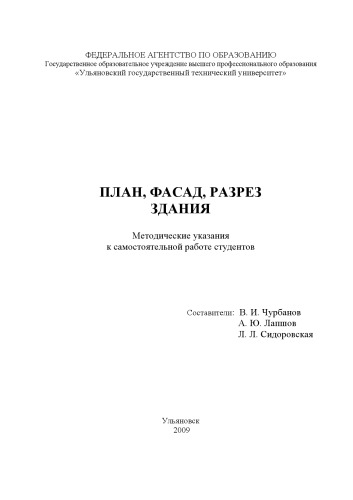 ФЕДЕРАЛЬНОЕ АГЕНТСТВО ПО ОБРАЗОВАНИЮ
Государственное образовательное учреждение высшего профессионального образования
«Ульяновский государственный технический университет»
ПЛАН, ФАСАД, РАЗРЕЗ
ЗДАНИЯ
Методические указания
к самостоятельной работе студентов
Составители: В. И. Чурбанов
А. Ю. Лапшов
Л. Л. Сидоровская
Ульяновск
2009